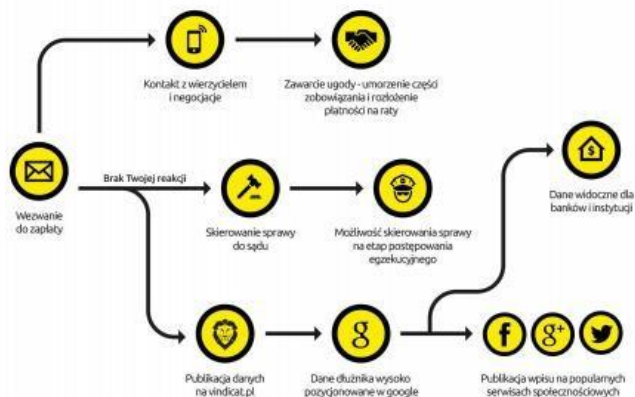 Kontakt z wierzycielem
i negocjacje
Zawarcie ugody - umorzenie części
zobowiązania i rozłożenie
płatności na raty
Wezwanie
do zapłaty
Brak Twojej reakcji
Skierowanie sprawy
do sądu
Możliwość skierowania sprawy
na etap postępowania
egzekucyjnego
$
Dane widoczne dla
banków i instytucji
Publikacja danych
na vindicat.pl
g
Dane dłużnika wysoko
pozycjonowane w google
f
g+
Publikacja wpisu na popularnych
serwisach społecznościowych